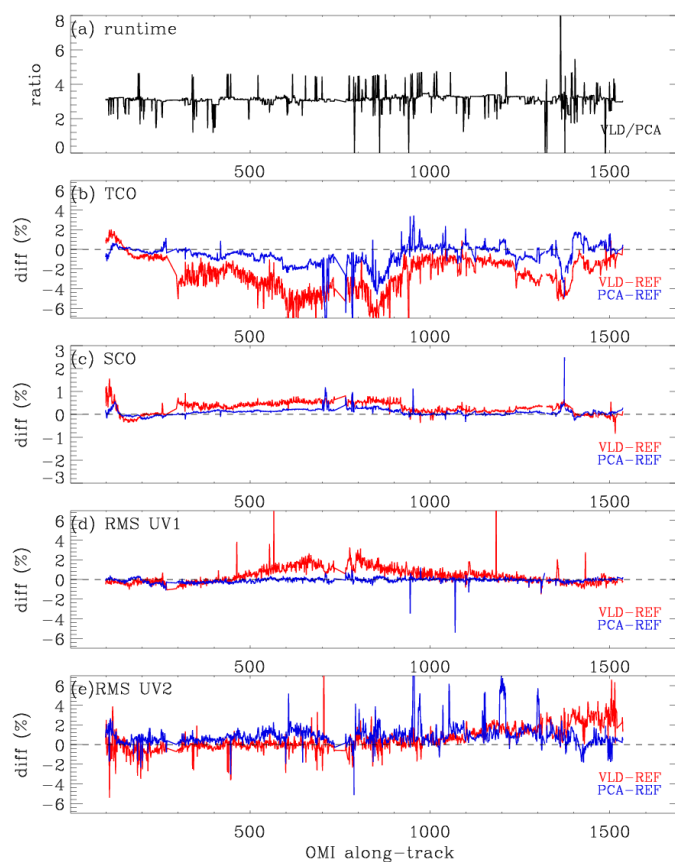 (a) runtime
8
6
4
2
0
ratio
VLD/PCA
500
1000
1500
(b) TCO
6
4
2
0
−2
−4
−6
diff (%)
VLD-REF
PCA-REF
500
1000
1500
(c) SCO
3
2
1
0
−1
−2
−3
diff (%)
VLD-REF
PCA-REF
500
1000
1500
(d) RMS UV1
6
4
2
0
−2
−4
−6
diff (%)
VLD-REF
PCA-REF
500
1000
1500
(e)RMS UV2
6
4
2
0
−2
−4
−6
diff (%)
VLD-REF
PCA-REF
500
1000
1500
OMI along-track